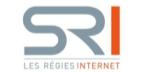 SRI
LES RÉGIES INTERNET